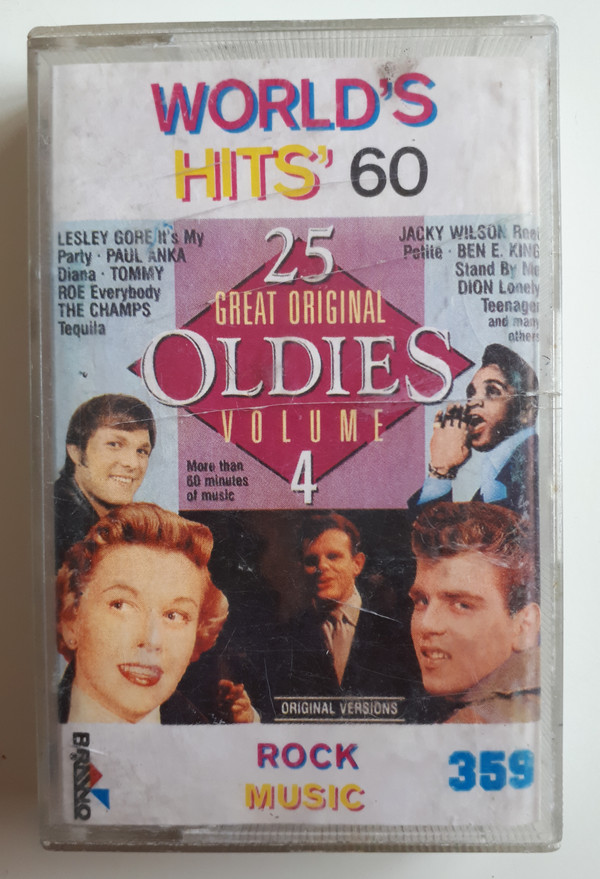 WORLD'S
HITS' 60
LESLEY GORE It's My
Party · PAUL ANKA
Diana · TOMMY
ROE Everybody
THE CHAMPS
Tequila
25
GREAT ORIGINAL
OLDIES
VOLUME
4
JACKY WILSON Reet
Petite · BEN E. KING
Stand By Me
DION Lonely
Teenager
and many
others
More than
60 minutes
of music
ORIGINAL VERSIONS
ROCK
MUSIC
359